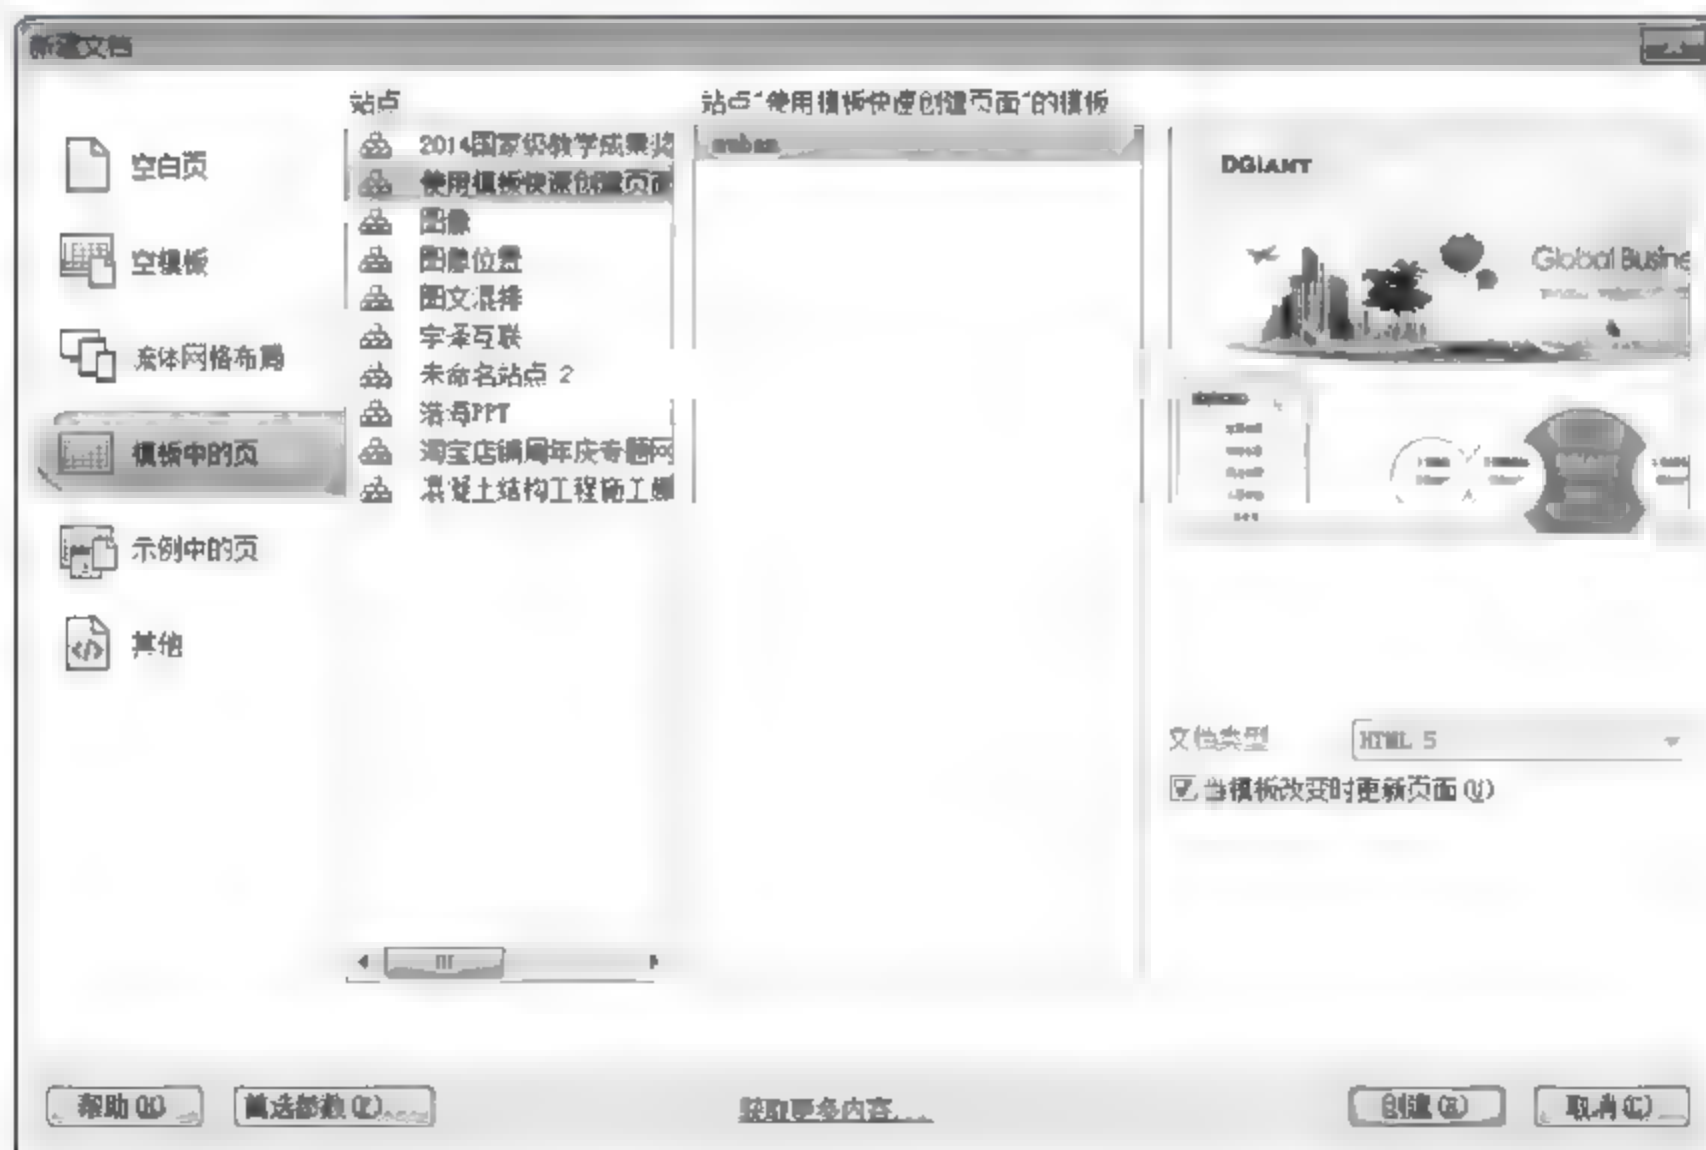 新建文档
站点
站点"使用模板快速创建页面"的模板
空白页
空模板
流体网格布局
模板中的页
示例中的页
其他
2014国家级教学成果奖
使用模板快速创建页面
图像
图像位置
图文混排
宇泽互联
未命名站点 2
浩海PPT
淘宝店铺周年庆专题网
混凝土结构工程施工
muban
DGIANT
Global Busine
文档类型
HTML 5
当模板改变时更新页面(U)
帮助(H)
首选参数(P)...
获取更多内容...
创建(R)
取消(C)